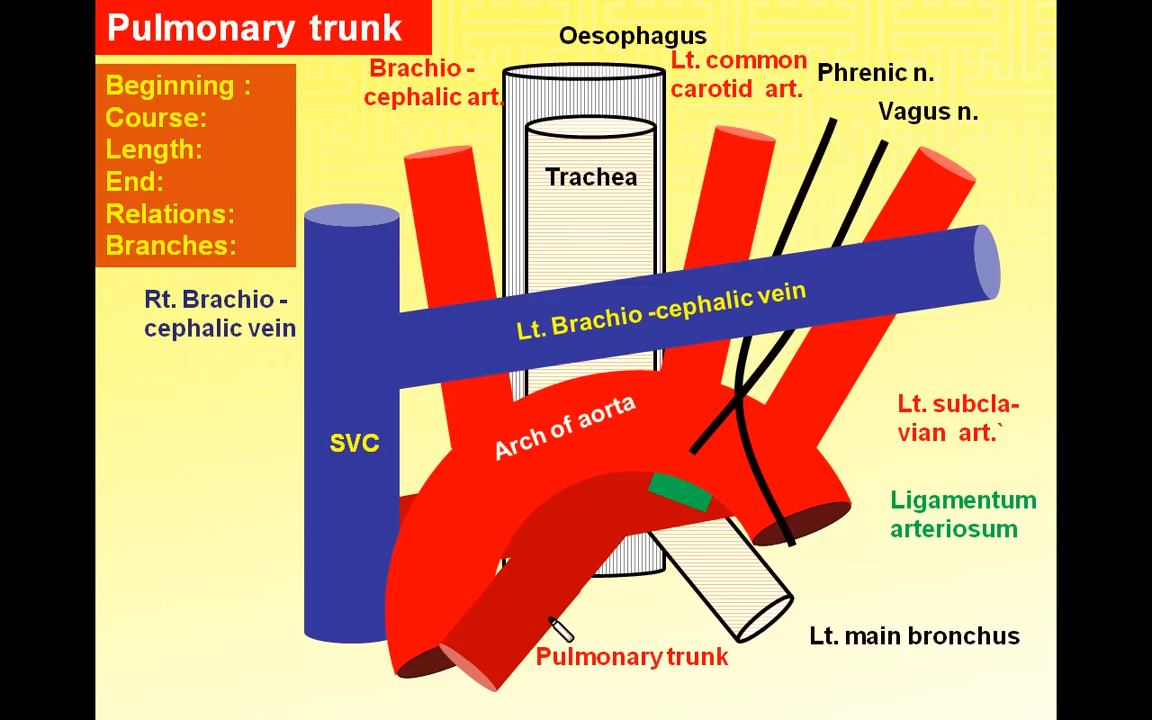 Pulmonary trunk
Beginning :
Course:
Length:
End:
Relations:
Branches:
Oesophagus
Brachio -
cephalic art.
Lt. common
carotid art.
Phrenic n.
Vagus n.
Trachea
Rt. Brachio -
cephalic vein
Lt. Brachio -cephalic vein
Arch of aorta
SVC
Lt. subcla-
vian art.`
Ligamentum
arteriosum
Lt. main bronchus
Pulmonary trunk